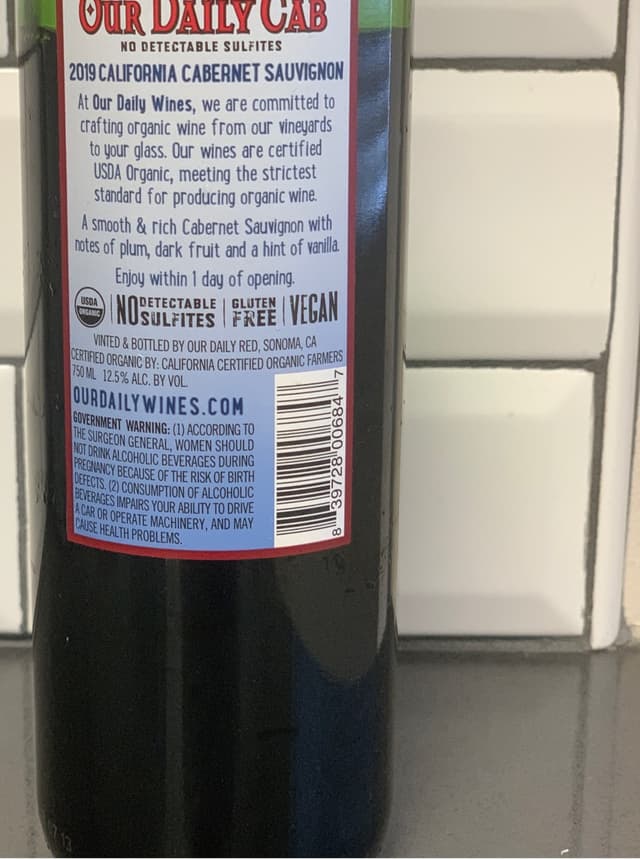 OUR DAILY CAB
NO DETECTABLE SULFITES
2019 CALIFORNIA CABERNET SAUVIGNON
At Our Daily Wines, we are committed to
crafting organic wine from our vineyards
to your glass. Our wines are certified
USDA Organic, meeting the strictest
standard for producing organic wine.
A smooth & rich Cabernet Sauvignon with
notes of plum, dark fruit and a hint of vanilla.
Enjoy within 1 day of opening.
USDA ORGANIC | NO DETECTABLE SULFITES | GLUTEN FREE | VEGAN
VINTED & BOTTLED BY OUR DAILY RED, SONOMA, CA
CERTIFIED ORGANIC BY: CALIFORNIA CERTIFIED ORGANIC FARMERS
750 ML 12.5% ALC. BY VOL.
OURDAILYWINES.COM
GOVERNMENT WARNING: (1) ACCORDING TO
THE SURGEON GENERAL, WOMEN SHOULD
NOT DRINK ALCOHOLIC BEVERAGES DURING
PREGNANCY BECAUSE OF THE RISK OF BIRTH
DEFECTS. (2) CONSUMPTION OF ALCOHOLIC
BEVERAGES IMPAIRS YOUR ABILITY TO DRIVE
A CAR OR OPERATE MACHINERY, AND MAY
CAUSE HEALTH PROBLEMS.
8 39728 00684 7